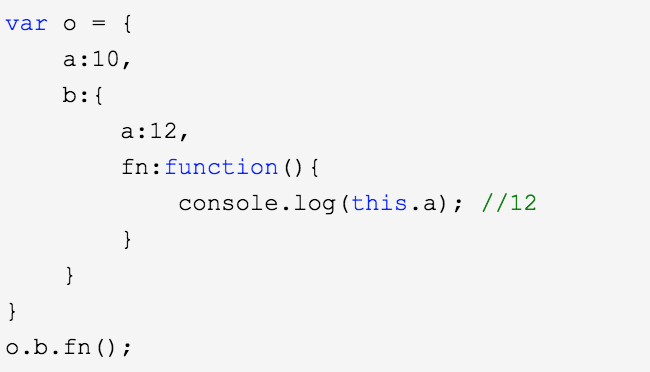 var o = {
    a:10,
    b:{
        a:12,
        fn:function(){
            console.log(this.a); //12
        }
    }
}
o.b.fn();